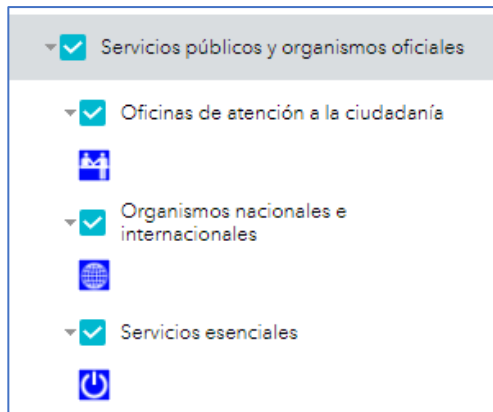 Servicios públicos y organismos oficiales
Oficinas de atención a la ciudadanía
Organismos nacionales e
internacionales
Servicios esenciales